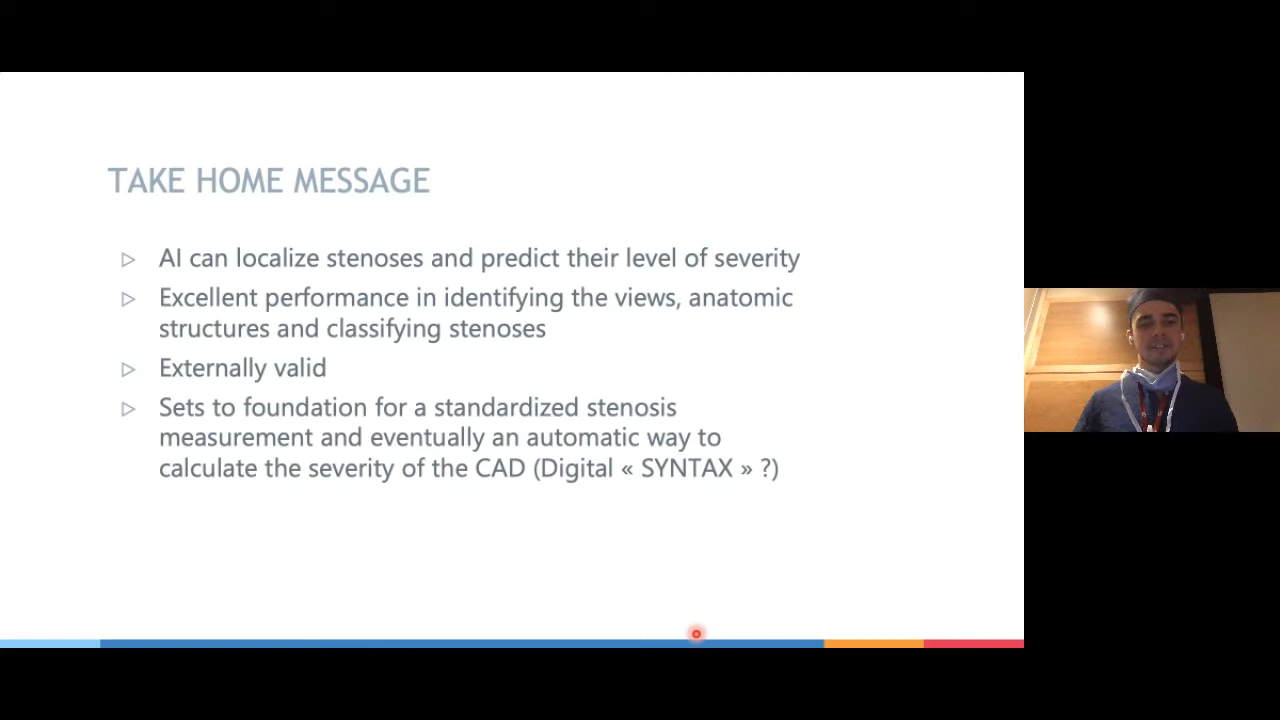 TAKE HOME MESSAGE
▷ AI can localize stenoses and predict their level of severity
▷ Excellent performance in identifying the views, anatomic
structures and classifying stenoses
▷ Externally valid
▷ Sets to foundation for a standardized stenosis
measurement and eventually an automatic way to
calculate the severity of the CAD (Digital « SYNTAX » ?)